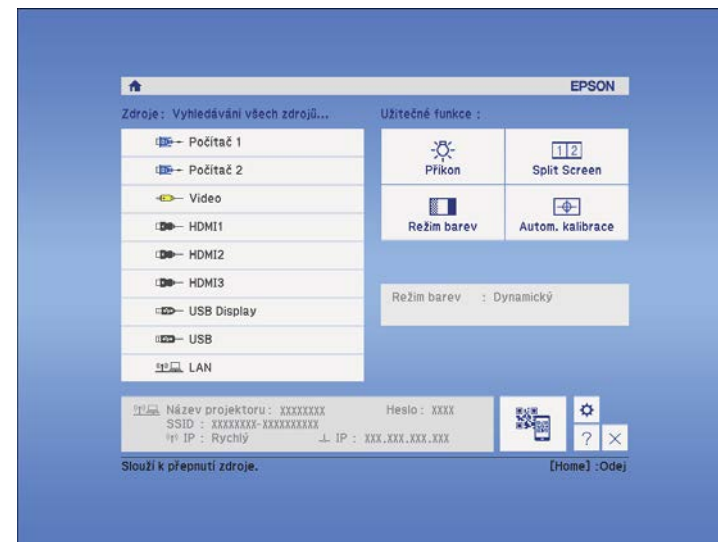 EPSON
Zdroje: Vyhledávání všech zdrojů...
Užitečné funkce :
Počítač 1
Počítač 2
Video
HDMI1
HDMI2
HDMI3
USB Display
USB
LAN
Příkon
1 2
Split Screen
Režim barev
Autom. kalibrace
Režim barev : Dynamický
Název projektoru : XXXXXXXX Heslo : XXXX
SSID : XXXXXXXX-XXXXXXXXXX
IP : Rychlý IP : XXX.XXX.XXX.XXX
?
Slouží k přepnutí zdroje.
[Home] :Odej